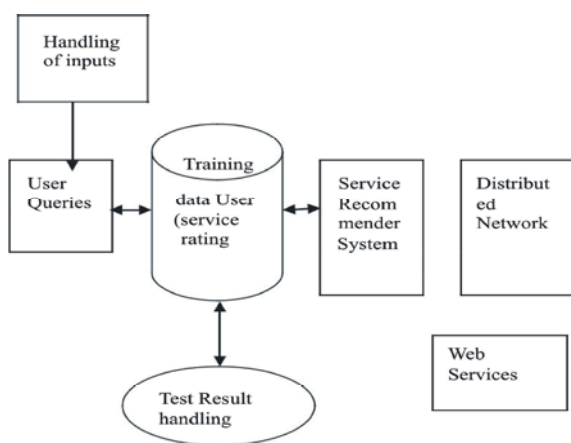 Handling
of inputs
User
Queries
Training
data User
(service
rating
Service
Recom
mender
System
Distribut
ed
Network
Web
Services
Test Result
handling